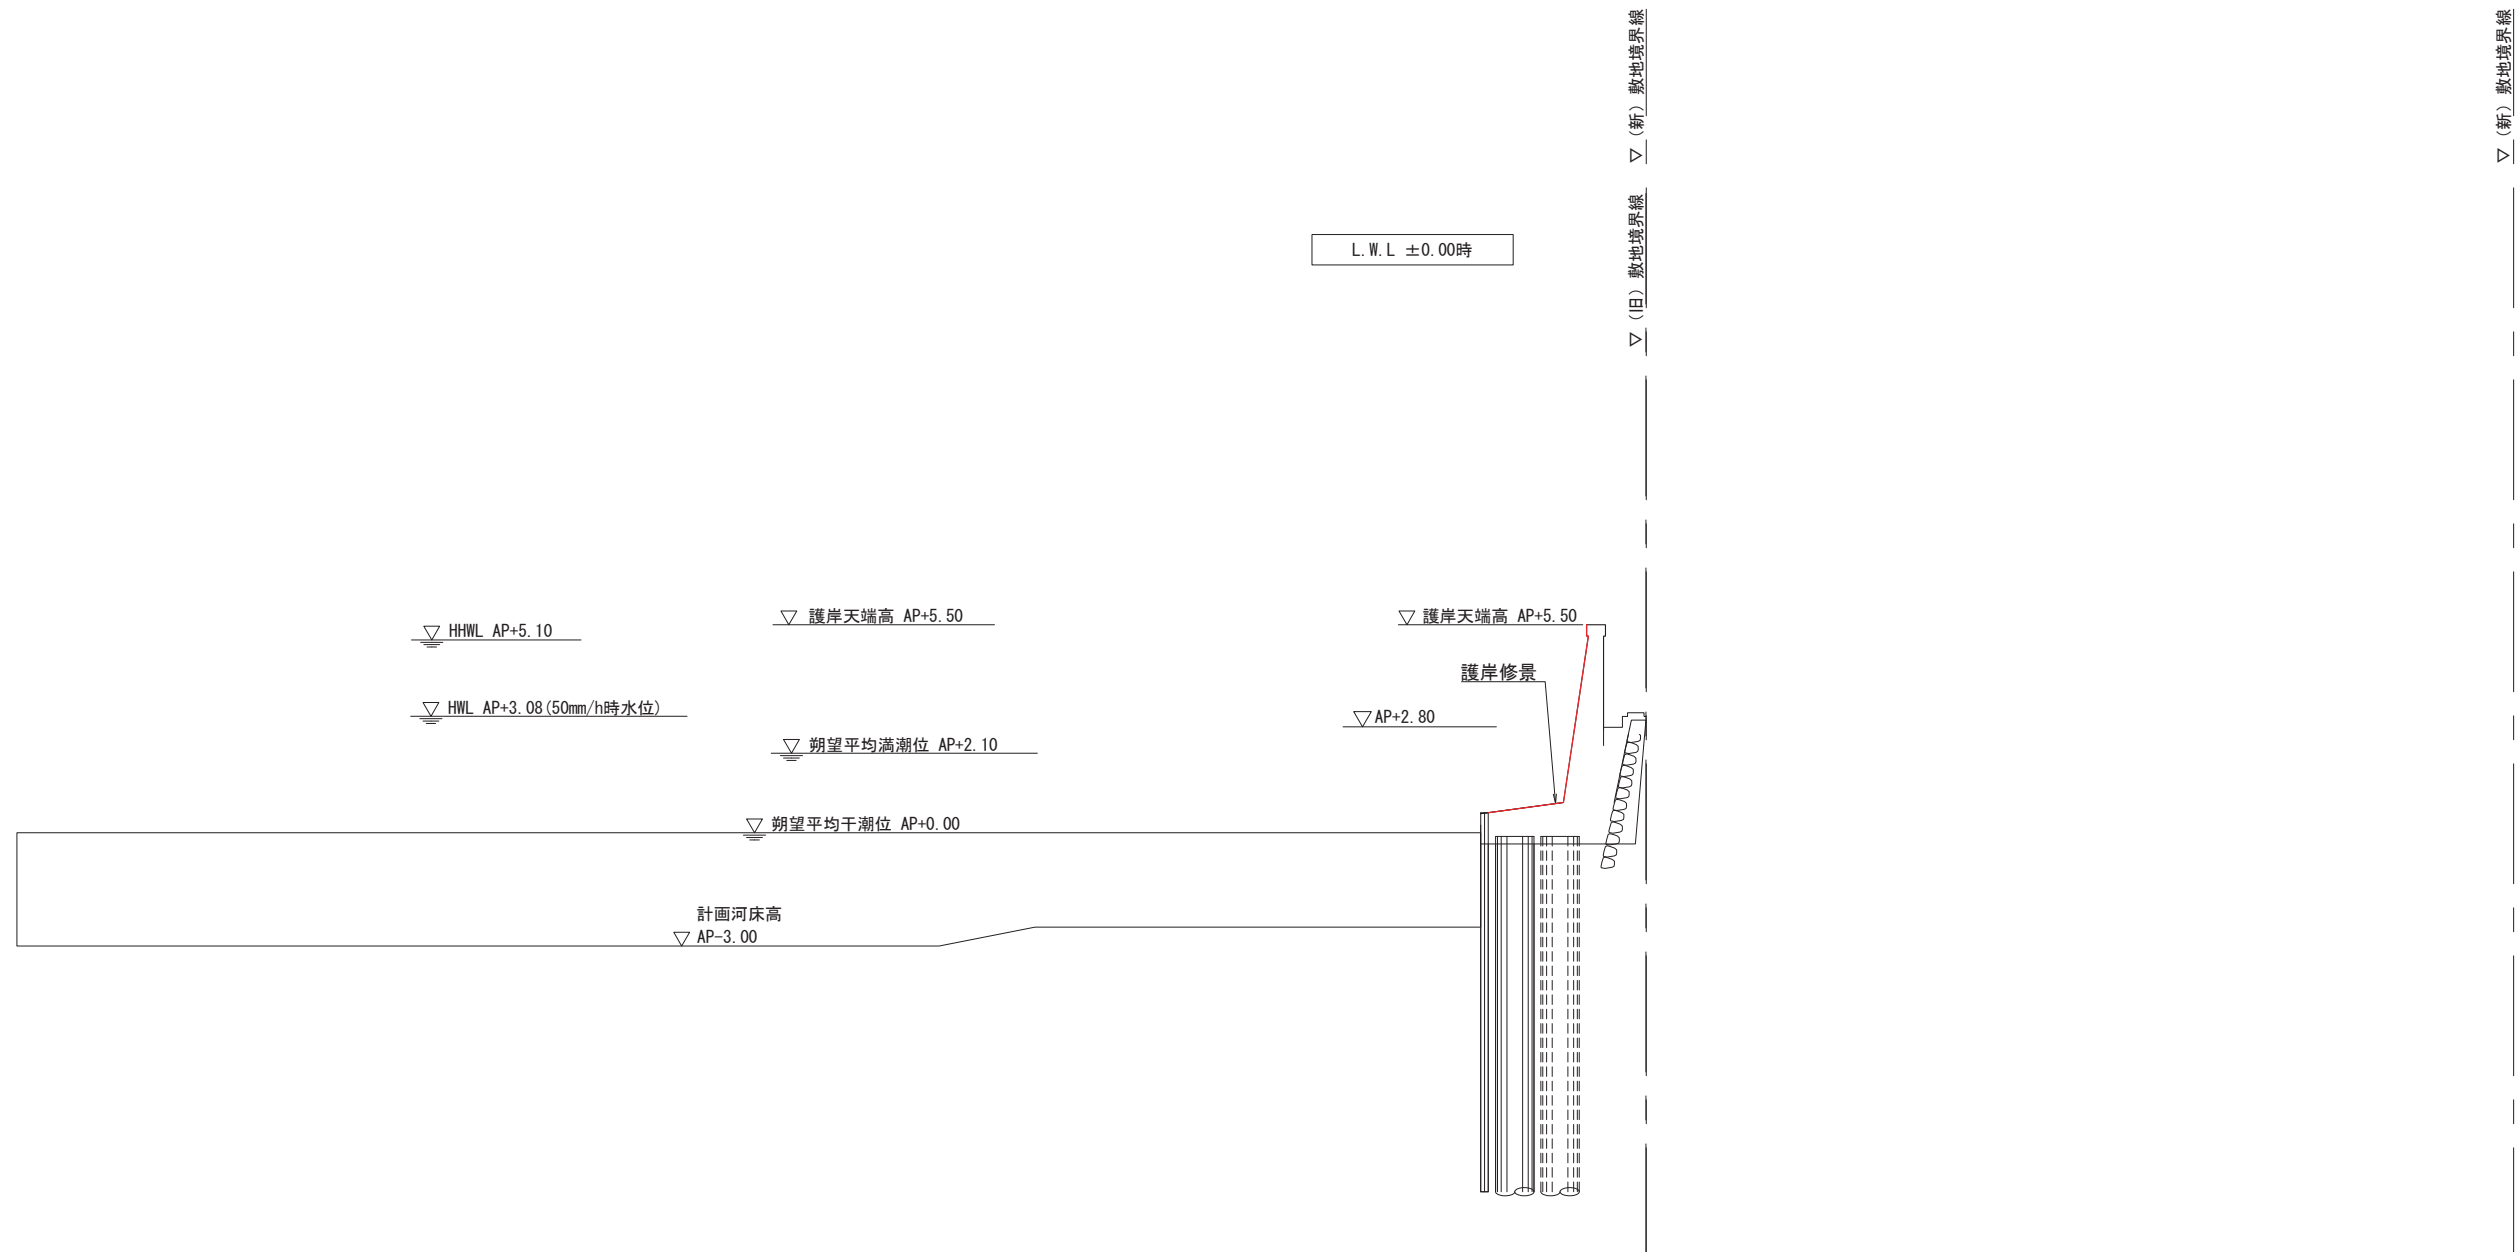 ▽(新)敷地境界線
▽(新)敷地境界線
▽(旧)敷地境界線
L.W.L ±0.00時
▽ 護岸天端高 AP+5.50
▽ 護岸天端高 AP+5.50
▽ HHWL AP+5.10
護岸修景
▽ HWL AP+3.08(50mm/h時水位)
▽AP+2.80
▽ 朔望平均満潮位 AP+2.10
▽ 朔望平均干潮位 AP+0.00
計画河床高
▽ AP-3.00